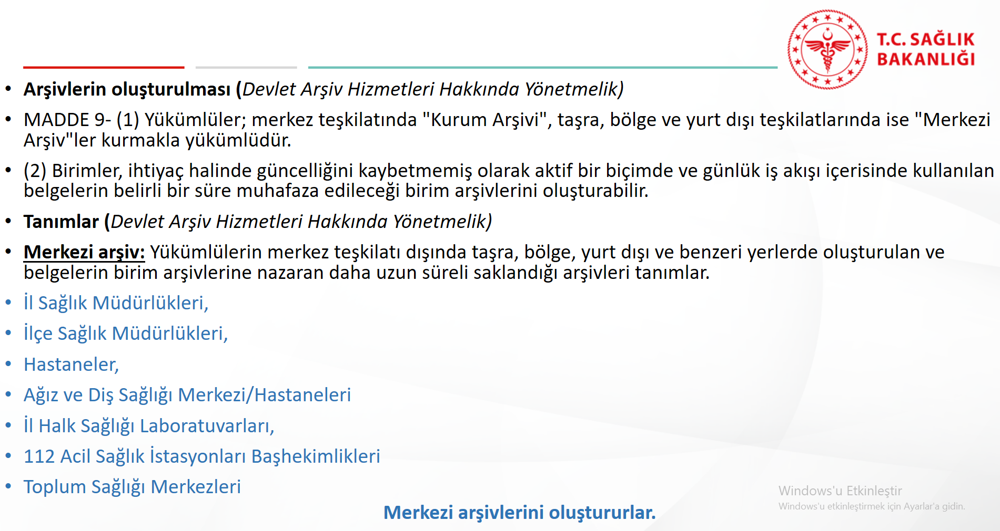 T.C. SAĞLIK
BAKANLIĞI
• Arşivlerin oluşturulması (Devlet Arşiv Hizmetleri Hakkında Yönetmelik)
• MADDE 9- (1) Yükümlüler; merkez teşkilatında "Kurum Arşivi", taşra, bölge ve yurt dışı teşkilatlarında ise "Merkezi
Arşiv"ler kurmakla yükümlüdür.
• (2) Birimler, ihtiyaç halinde güncelliğini kaybetmemiş olarak aktif bir biçimde ve günlük iş akışı içerisinde kullanılan
belgelerin belirli bir süre muhafaza edileceği birim arşivlerini oluşturabilir.
• Tanımlar (Devlet Arşiv Hizmetleri Hakkında Yönetmelik)
• Merkezi arşiv: Yükümlülerin merkez teşkilatı dışında taşra, bölge, yurt dışı ve benzeri yerlerde oluşturulan ve
belgelerin birim arşivlerine nazaran daha uzun süreli saklandığı arşivleri tanımlar.
• İl Sağlık Müdürlükleri,
• İlçe Sağlık Müdürlükleri,
• Hastaneler,
• Ağız ve Diş Sağlığı Merkezi/Hastaneleri
• İl Halk Sağlığı Laboratuvarları,
• 112 Acil Sağlık İstasyonları Başhekimlikleri
• Toplum Sağlığı Merkezleri
Merkezi arşivlerini oluştururlar.
Windows'u Etkinleştir
Windows'u etkinleştirmek için Ayarlar'a gidin.